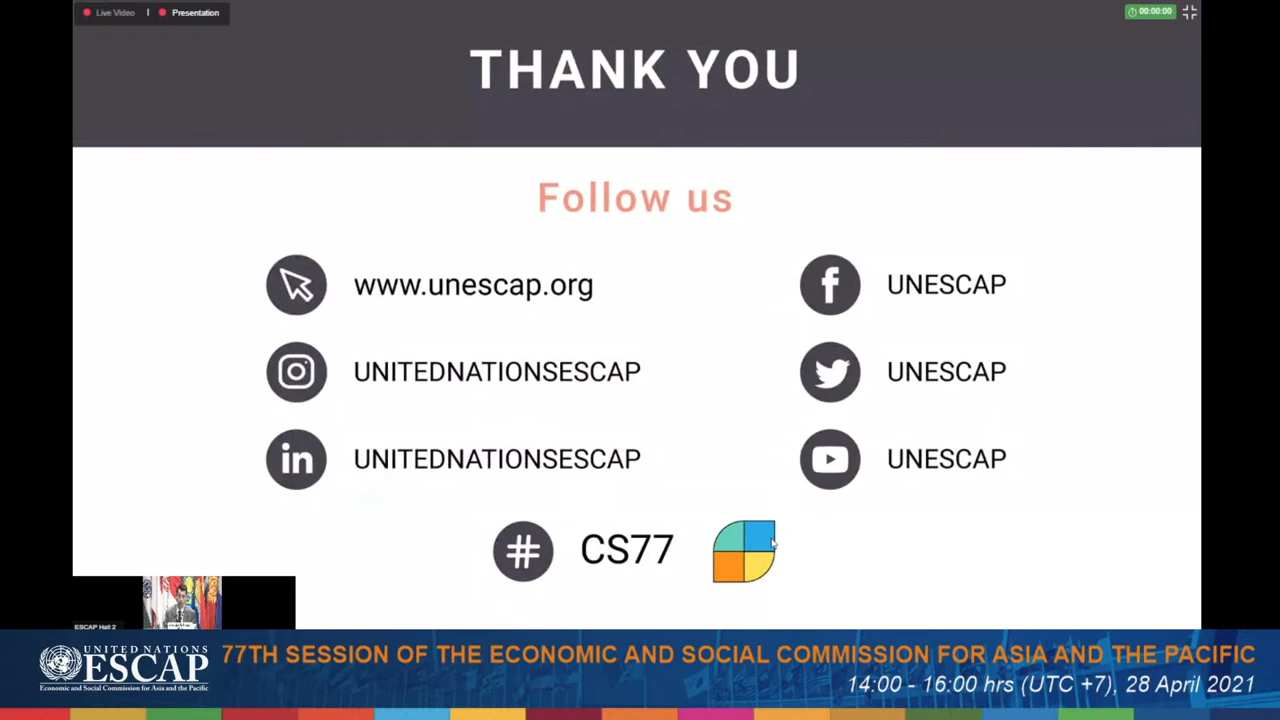 Live Video | Presentation
00:00:00
THANK YOU
Follow us
www.unescap.org
UNESCAP
UNITEDNATIONSESCAP
UNESCAP
UNITEDNATIONSESCAP
UNESCAP
# CS77
ESCAP Hall 2
UNITED NATIONS
ESCAP
Economic and Social Commission for Asia and the Pacific
77TH SESSION OF THE ECONOMIC AND SOCIAL COMMISSION FOR ASIA AND THE PACIFIC
14:00 - 16:00 hrs (UTC +7), 28 April 2021